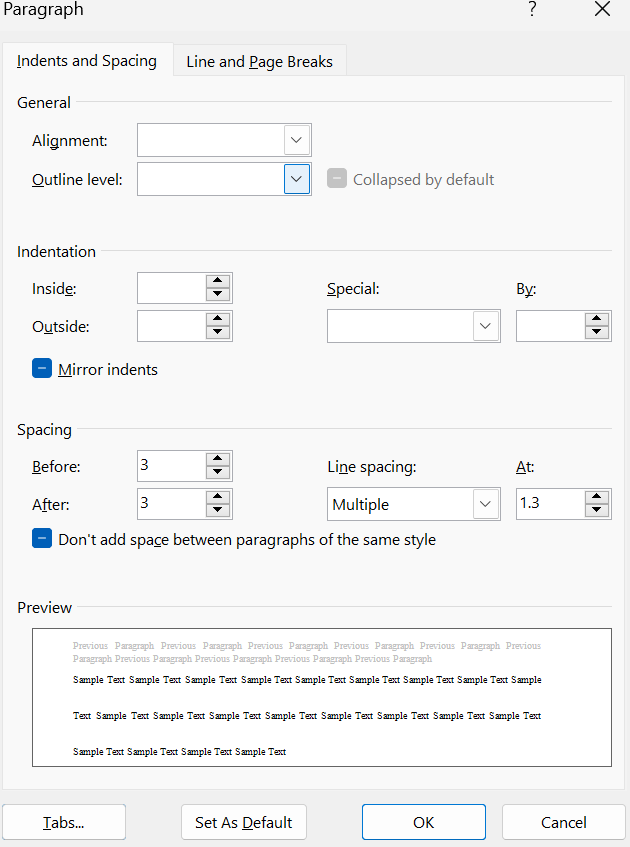 Paragraph ?
Indents and Spacing Line and Page Breaks
General
Alignment:
Outline level: Collapsed by default
Indentation
Inside: Special: By:
Outside:
Mirror indents
Spacing
Before: 3 Line spacing: At:
After: 3 Multiple 1.3
Don't add space between paragraphs of the same style
Preview
Previous Paragraph Previous Paragraph Previous Paragraph Previous Paragraph Previous Paragraph Previous
Paragraph Previous Paragraph Previous Paragraph Previous Paragraph Previous Paragraph
Sample Text Sample Text Sample Text Sample Text Sample Text Sample Text Sample Text Sample Text Sample
Text Sample Text Sample Text Sample Text Sample Text Sample Text Sample Text Sample Text Sample Text
Sample Text Sample Text Sample Text Sample Text
Tabs... Set As Default OK Cancel